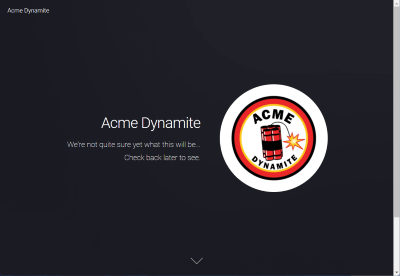 Acme Dynamite
Acme Dynamite
We're not quite sure yet what this will be...
Check back later to see.
ACME
DYNAMITE